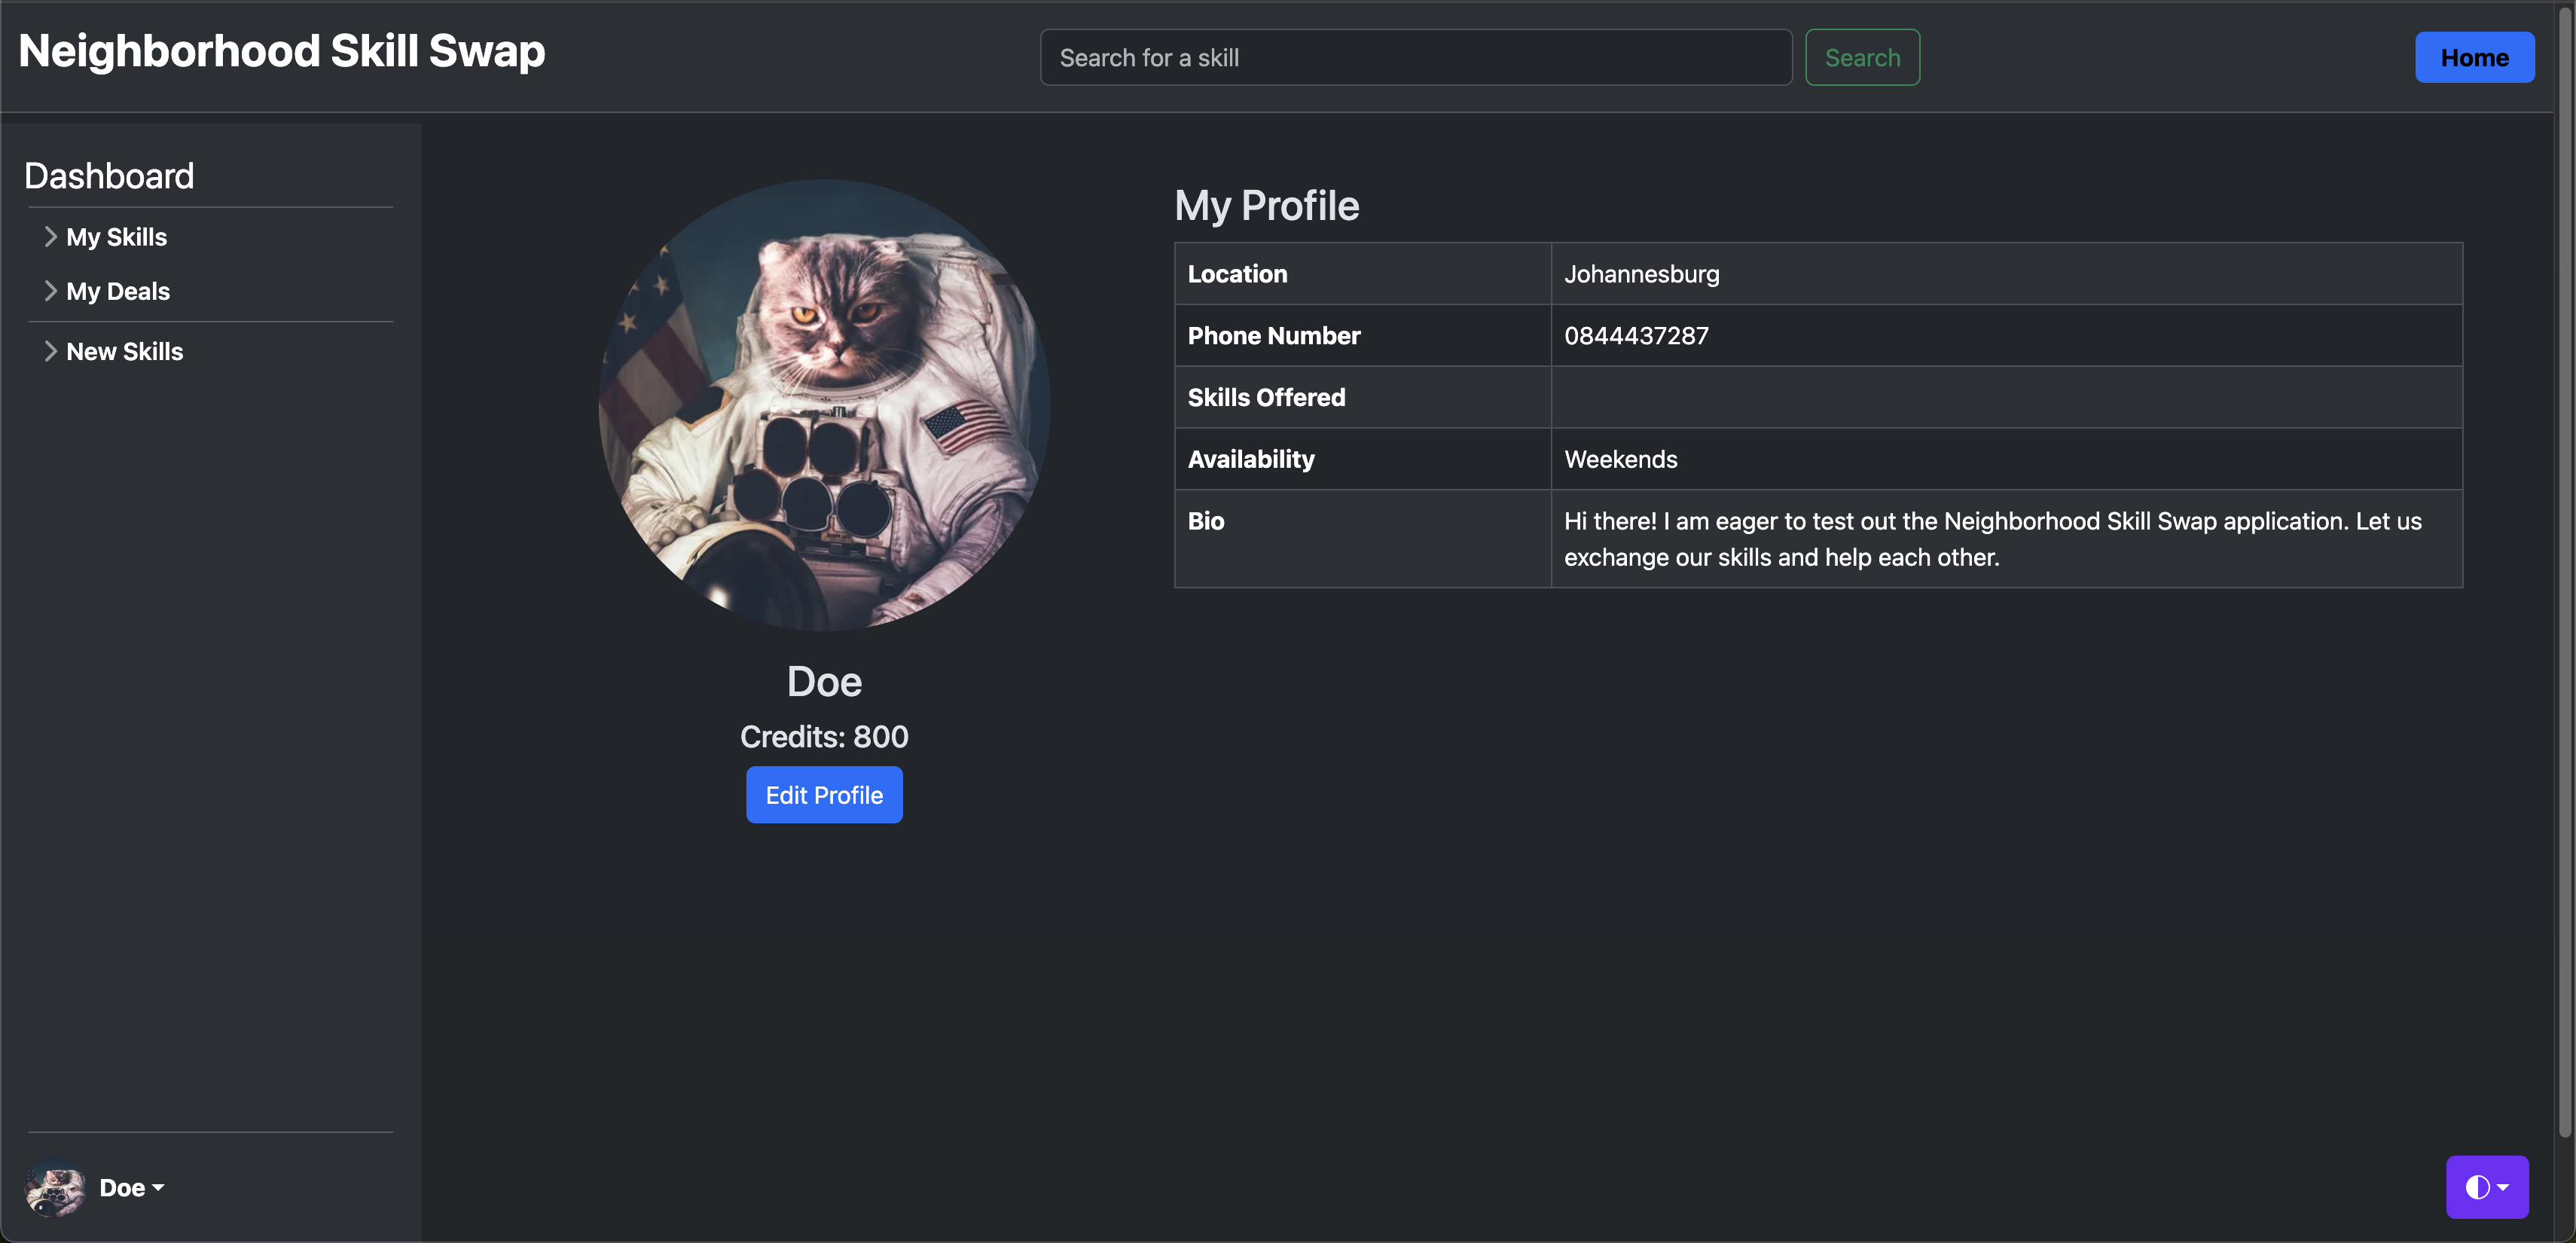 Neighborhood Skill Swap
Search for a skill
Search
Home
Dashboard
My Skills
My Deals
New Skills
Doe
Credits: 800
Edit Profile
My Profile
Location Johannesburg
Phone Number 0844437287
Skills Offered
Availability Weekends
Bio Hi there! I am eager to test out the Neighborhood Skill Swap application. Let us
exchange our skills and help each other.
Doe